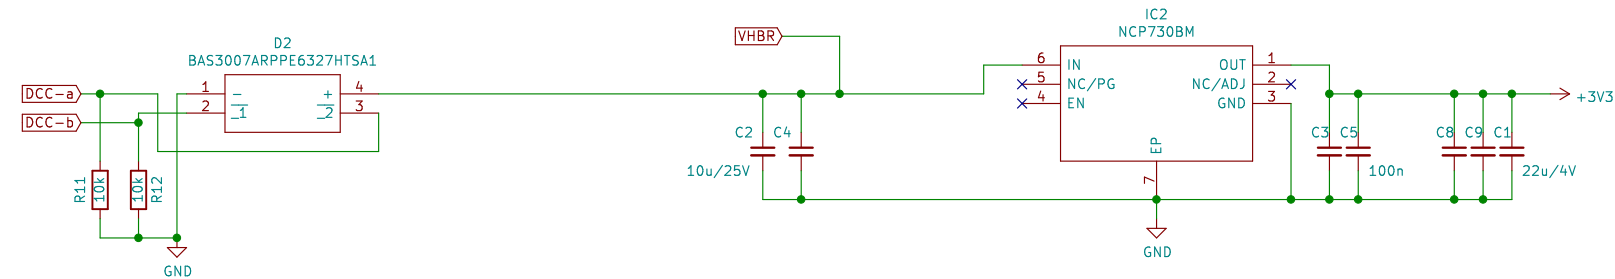 IC2
NCP730BM
VHBR
D2
BAS3007ARPPE6327HTSA1
6 IN OUT 1
5 NC/PG NC/ADJ 2
4 EN GND 3
EP
7
DCC-a
1 - + 4
2 _1 _2 3
DCC-b
+3V3
C2 C4
C3 C5
C8 C9 C1
10u/25V
100n
22u/4V
R11 10k
10k R12
GND
GND